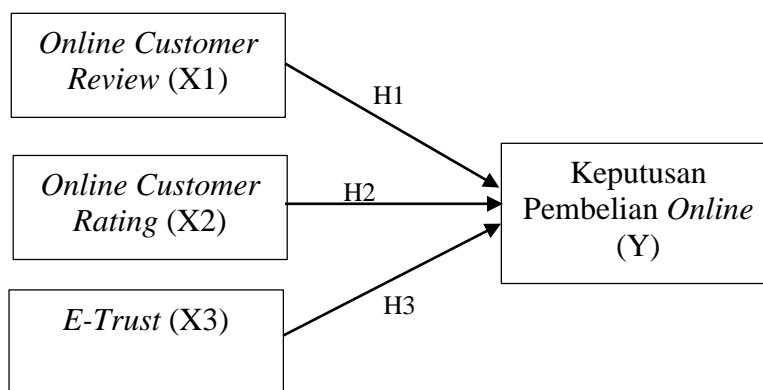 Online Customer
Review (X1)
H1
Online Customer
Rating (X2)
H2
Keputusan
Pembelian Online
(Y)
E-Trust (X3)
H3